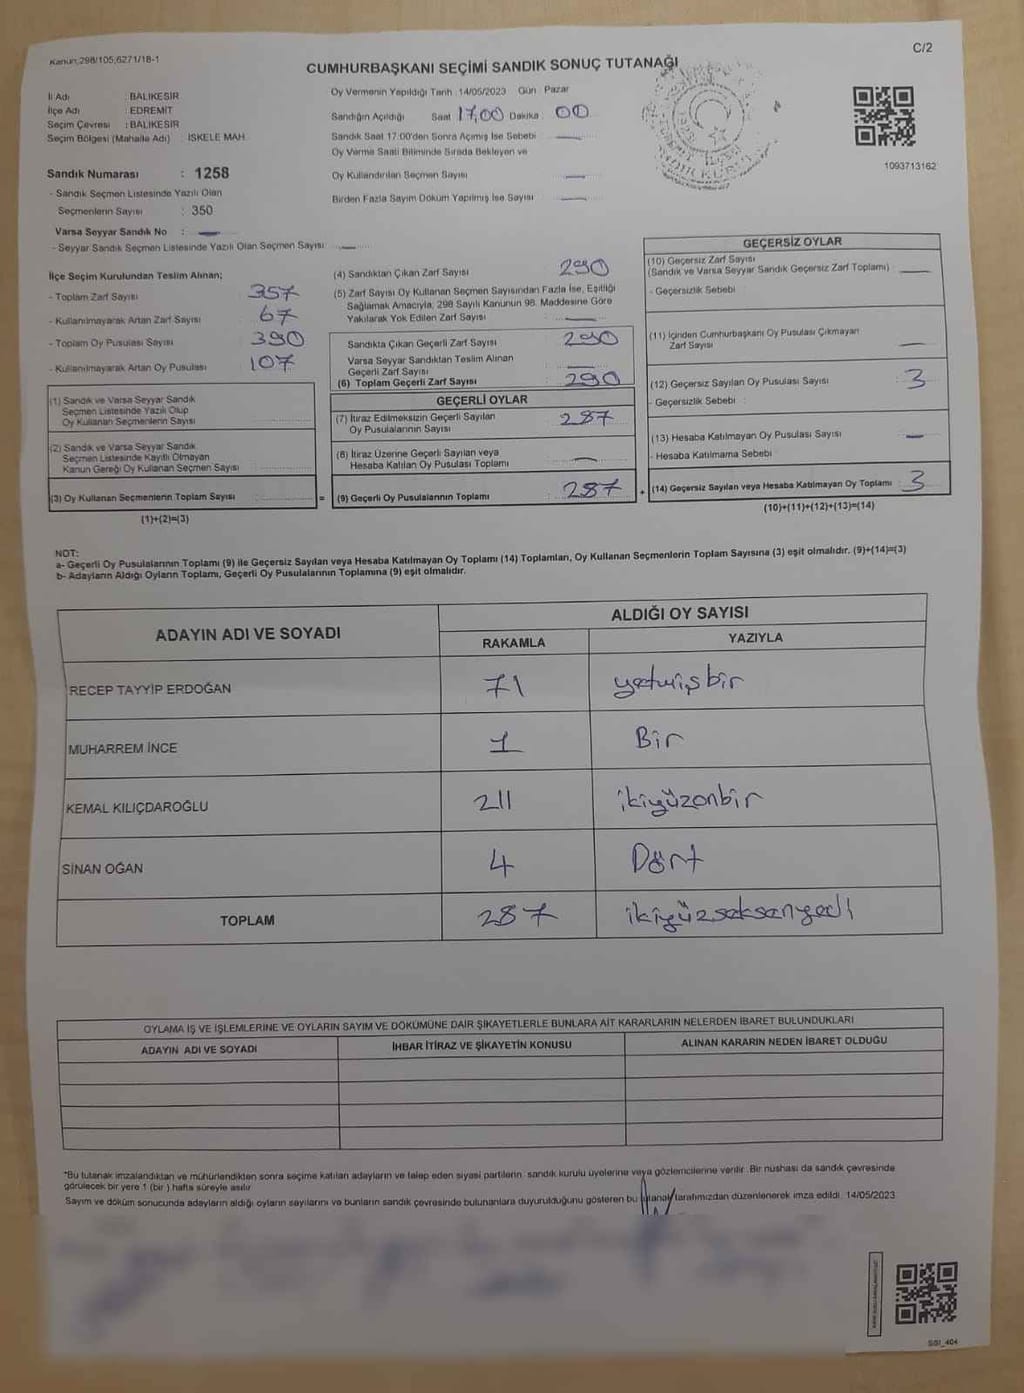 Kanun;298/105,6271/18-1
C/2
CUMHURBAŞKANI SEÇİMİ SANDIK SONUÇ TUTANAĞI
İl Adı : BALIKESİR
İlçe Adı : EDREMİT
Seçim Çevresi : BALIKESİR
Seçim Bölgesi (Mahalle Adı) : İSKELE MAH.
Oy Vermenin Yapıldığı Tarih : 14/05/2023 Gün : Pazar
Sandığın Açıldığı Saat 17,00 Dakika : 00
Sandık Saat 17:00'den Sonra Açımış İse Sebebi
Oy Verme Saati Bitiminde Sırada Bekleyen ve
Oy Kullandırılan Seçmen Sayısı
Birden Fazla Sayım Döküm Yapılmış İse Sayısı
1093713162
Sandık Numarası : 1258
- Sandık Seçmen Listesinde Yazılı Olan
Seçmenlerin Sayısı : 350
Varsa Seyyar Sandık No : —
- Seyyar Sandık Seçmen Listesinde Yazılı Olan Seçmen Sayısı : —
İlçe Seçim Kurulundan Teslim Alınan;
- Toplam Zarf Sayısı 357
- Kullanılmayarak Artan Zarf Sayısı 67
- Toplam Oy Pusulası Sayısı 390
- Kullanılmayarak Artan Oy Pusulası 107
(1) Sandık ve Varsa Seyyar Sandık
Seçmen Listesinde Yazılı Olup
Oy Kullanan Seçmenlerin Sayısı
(2) Sandık ve Varsa Seyyar Sandık
Seçmen Listesinde Kayıtlı Olmayan
Kanun Gereği Oy Kullanan Seçmen Sayısı
(3) Oy Kullanan Seçmenlerin Toplam Sayısı =
(1)+(2)=(3)
(4) Sandıktan Çıkan Zarf Sayısı 290
(5) Zarf Sayısı Oy Kullanan Seçmen Sayısından Fazla İse, Eşitliği
Sağlamak Amacıyla, 298 Sayılı Kanunun 98. Maddesine Göre
Yakılarak Yok Edilen Zarf Sayısı —
Sandıkta Çıkan Geçerli Zarf Sayısı 290
Varsa Seyyar Sandıktan Teslim Alınan
Geçerli Zarf Sayısı —
(6) Toplam Geçerli Zarf Sayısı 290
GEÇERLİ OYLAR
(7) İtiraz Edilmeksizin Geçerli Sayılan
Oy Pusulalarının Sayısı 287
(8) İtiraz Üzerine Geçerli Sayılan veya
Hesaba Katılan Oy Pusulası Toplamı —
(9) Geçerli Oy Pusulalarının Toplamı : 287 +
GEÇERSİZ OYLAR
(10) Geçersiz Zarf Sayısı
(Sandık ve Varsa Seyyar Sandık Geçersiz Zarf Toplamı) —
- Geçersizlik Sebebi :
(11) İçinden Cumhurbaşkanı Oy Pusulası Çıkmayan
Zarf Sayısı —
(12) Geçersiz Sayılan Oy Pusulası Sayısı : 3
- Geçersizlik Sebebi :
(13) Hesaba Katılmayan Oy Pusulası Sayısı —
- Hesaba Katılmama Sebebi
(14) Geçersiz Sayılan veya Hesaba Katılmayan Oy Toplamı : 3
(10)+(11)+(12)+(13)=(14)
NOT:
a- Geçerli Oy Pusulalarının Toplamı (9) ile Geçersiz Sayılan veya Hesaba Katılmayan Oy Toplamı (14) Toplamları, Oy Kullanan Seçmenlerin Toplam Sayısına (3) eşit olmalıdır. (9)+(14)=(3)
b- Adayların Aldığı Oyların Toplamı, Geçerli Oy Pusulalarının Toplamına (9) eşit olmalıdır.
ADAYIN ADI VE SOYADI
ALDIĞI OY SAYISI
RAKAMLA YAZIYLA
RECEP TAYYİP ERDOĞAN 71 yetmişbir
MUHARREM İNCE 1 Bir
KEMAL KILIÇDAROĞLU 211 ikiyüzonbir
SİNAN OĞAN 4 Dört
TOPLAM 287 ikiyüzseksenyedi
OYLAMA İŞ VE İŞLEMLERİNE VE OYLARIN SAYIM VE DÖKÜMÜNE DAİR ŞİKAYETLERLE BUNLARA AİT KARARLARIN NELERDEN İBARET BULUNDUKLARI
ADAYIN ADI VE SOYADI İHBAR İTİRAZ VE ŞİKAYETİN KONUSU ALINAN KARARIN NEDEN İBARET OLDUĞU
*Bu tutanak imzalandıktan ve mühürlendikten sonra seçime katılan adayların ve talep eden siyasi partilerin, sandık kurulu üyelerine veya gözlemcilerine verilir. Bir nüshası da sandık çevresinde
görülecek bir yere 1 (bir ) hafta süreyle asılır
Sayım ve döküm sonucunda adayların aldığı oyların sayılarını ve bunların sandık çevresinde bulunanlara duyurulduğunu gösteren bu tutanak tarafımızdan düzenlenerek imza edildi. 14/05/2023
SGI_404